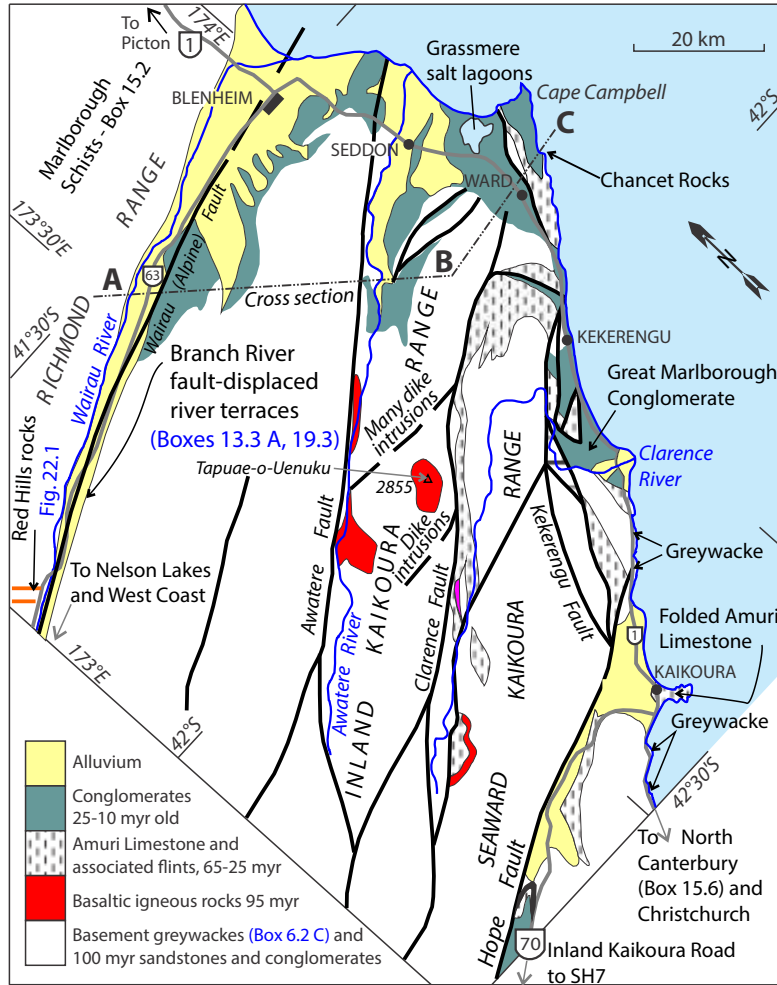 To
Picton
1
174°E
Grassmere
salt lagoons
20 km
Cape Campbell
42°S
BLENHEIM
Marlborough
Schists - Box 15.2
SEDDON
C
WARD
Chancet Rocks
RANGE
173°30'E
Fault
N
A
63
B
Cross section
Wairau (Alpine)
41°30'S
RICHMOND
Wairau River
RANGE
KEKERENGU
Branch River
fault-displaced
river terraces
(Boxes 13.3 A, 19.3)
Great Marlborough
Conglomerate
Many dike
intrusions
Tapuae-o-Uenuku
2855
RANGE
Clarence
River
Red Hills rocks
Fig. 22.1
Dike
intrusions
Kekerengu Fault
Greywacke
To Nelson Lakes
and West Coast
Awatere Fault
KAIKOURA
Clarence Fault
Folded Amuri
Limestone
1
173°E
Awatere River
KAIKOURA
KAIKOURA
42°S
INLAND
Greywacke
42°30'S
Alluvium
Conglomerates
25-10 myr old
SEAWARD
Amuri Limestone and
associated flints, 65-25 myr
To North
Canterbury
(Box 15.6) and
Christchurch
Basaltic igneous rocks 95 myr
Hope Fault
Basement greywackes (Box 6.2 C) and
100 myr sandstones and conglomerates
70
Inland Kaikoura Road
to SH7